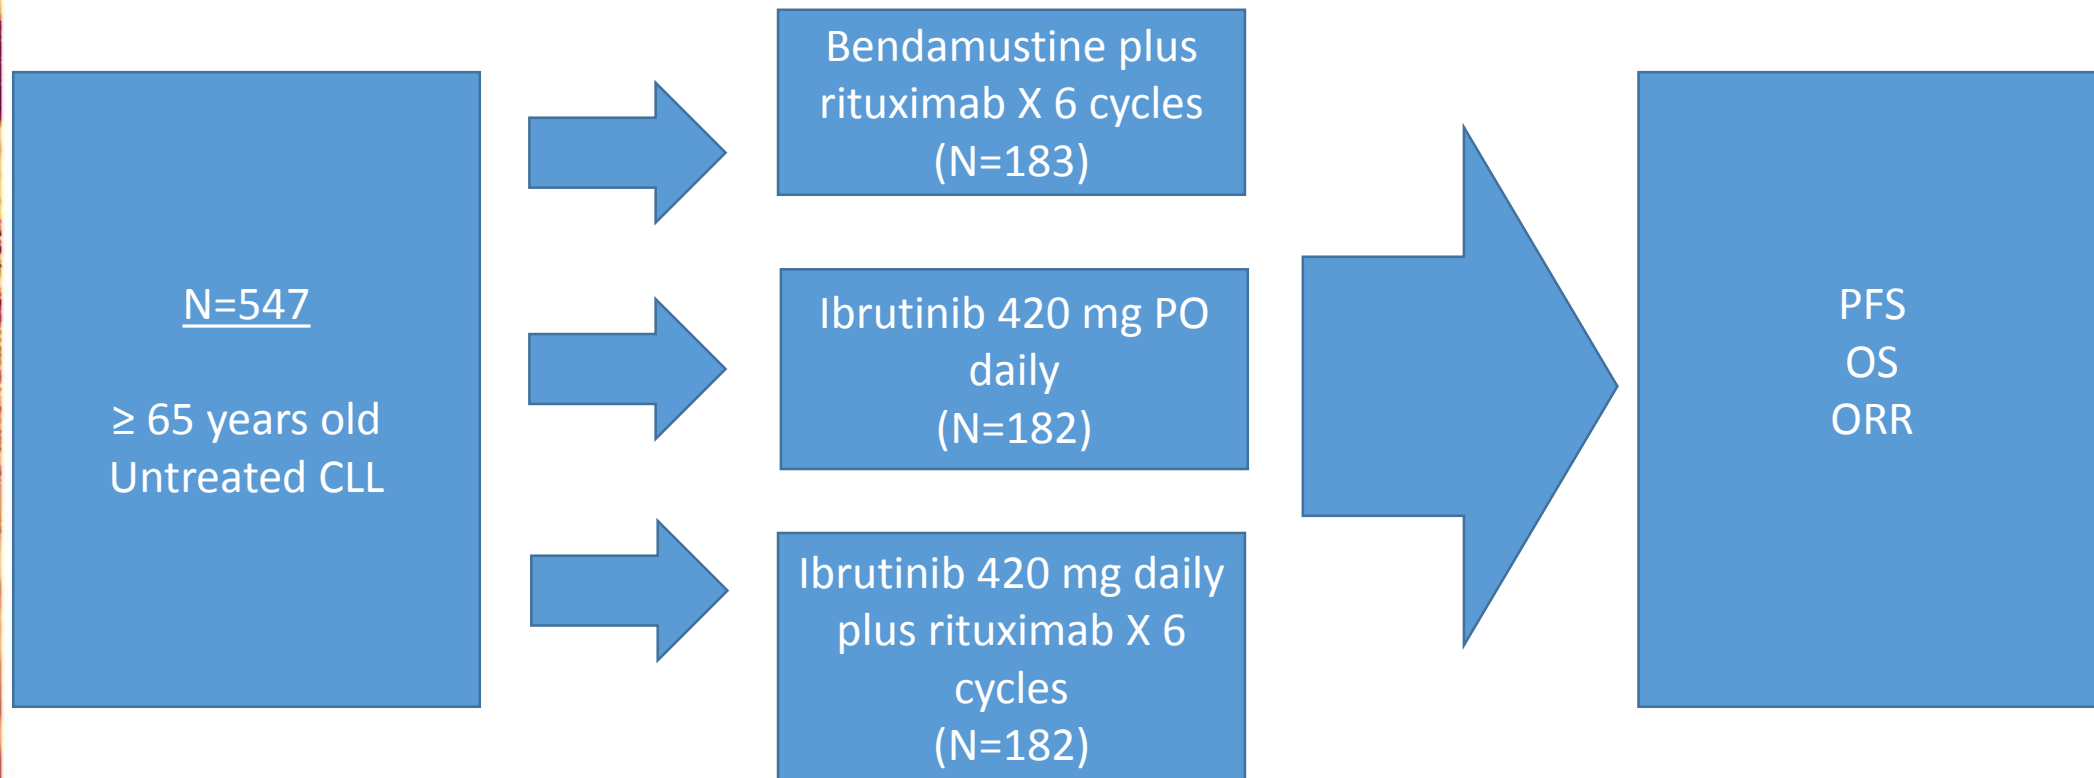 N=547
≥ 65 years old
Untreated CLL
Bendamustine plus
rituximab X 6 cycles
(N=183)
Ibrutinib 420 mg PO
daily
(N=182)
Ibrutinib 420 mg daily
plus rituximab X 6
cycles
(N=182)
PFS
OS
ORR